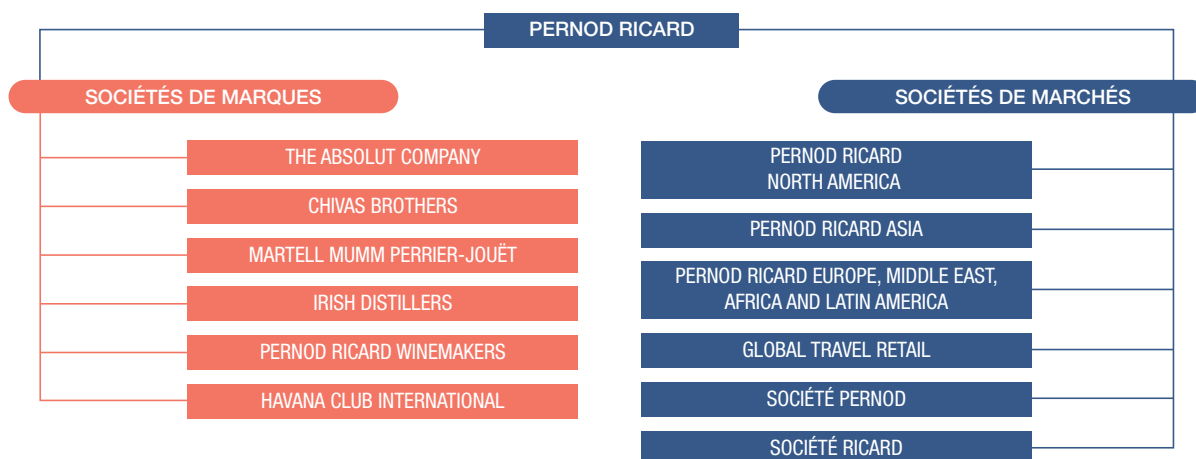 PERNOD RICARD
SOCIÉTÉS DE MARQUES
THE ABSOLUT COMPANY
CHIVAS BROTHERS
MARTELL MUMM PERRIER-JOUËT
IRISH DISTILLERS
PERNOD RICARD WINEMAKERS
HAVANA CLUB INTERNATIONAL
SOCIÉTÉS DE MARCHÉS
PERNOD RICARD
NORTH AMERICA
PERNOD RICARD ASIA
PERNOD RICARD EUROPE, MIDDLE EAST,
AFRICA AND LATIN AMERICA
GLOBAL TRAVEL RETAIL
SOCIÉTÉ PERNOD
SOCIÉTÉ RICARD